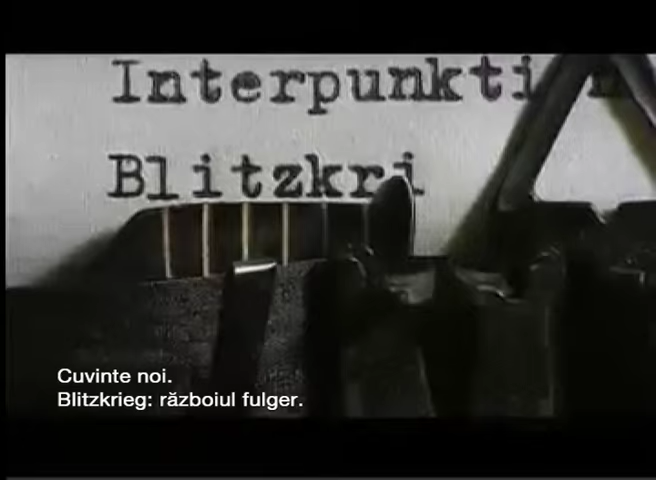 Interpunkti
Blitzkri
Cuvinte noi.
Blitzkrieg: războiul fulger.